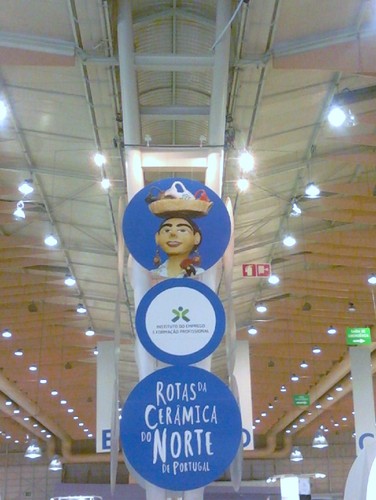 INSTITUTO DO EMPREGO
E FORMAÇÃO PROFISSIONAL
ROTAS DA
CERÂMICA
DO NORTE
DE PORTUGAL